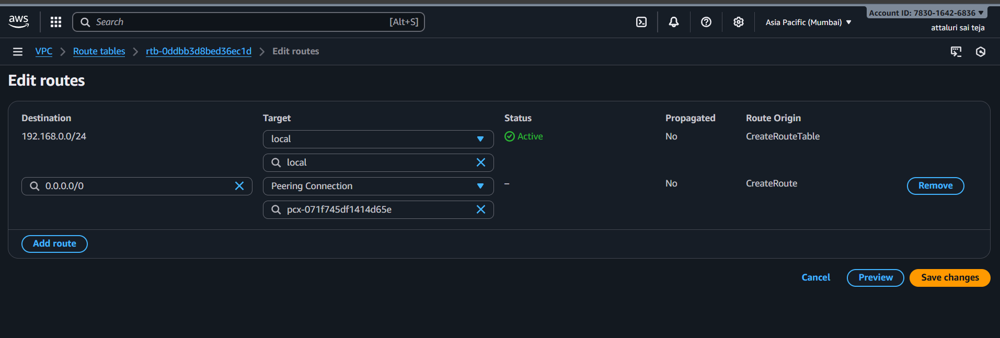 aws
Search [Alt+S]
Asia Pacific (Mumbai)
Account ID: 7830-1642-6836
attaluri sai teja
VPC > Route tables > rtb-0ddbb3d8bed36ec1d > Edit routes
Edit routes
Destination Target Status Propagated Route Origin
192.168.0.0/24 local Active No CreateRouteTable
local
0.0.0.0/0 Peering Connection – No CreateRoute Remove
pcx-071f745df1414d65e
Add route
Cancel Preview Save changes